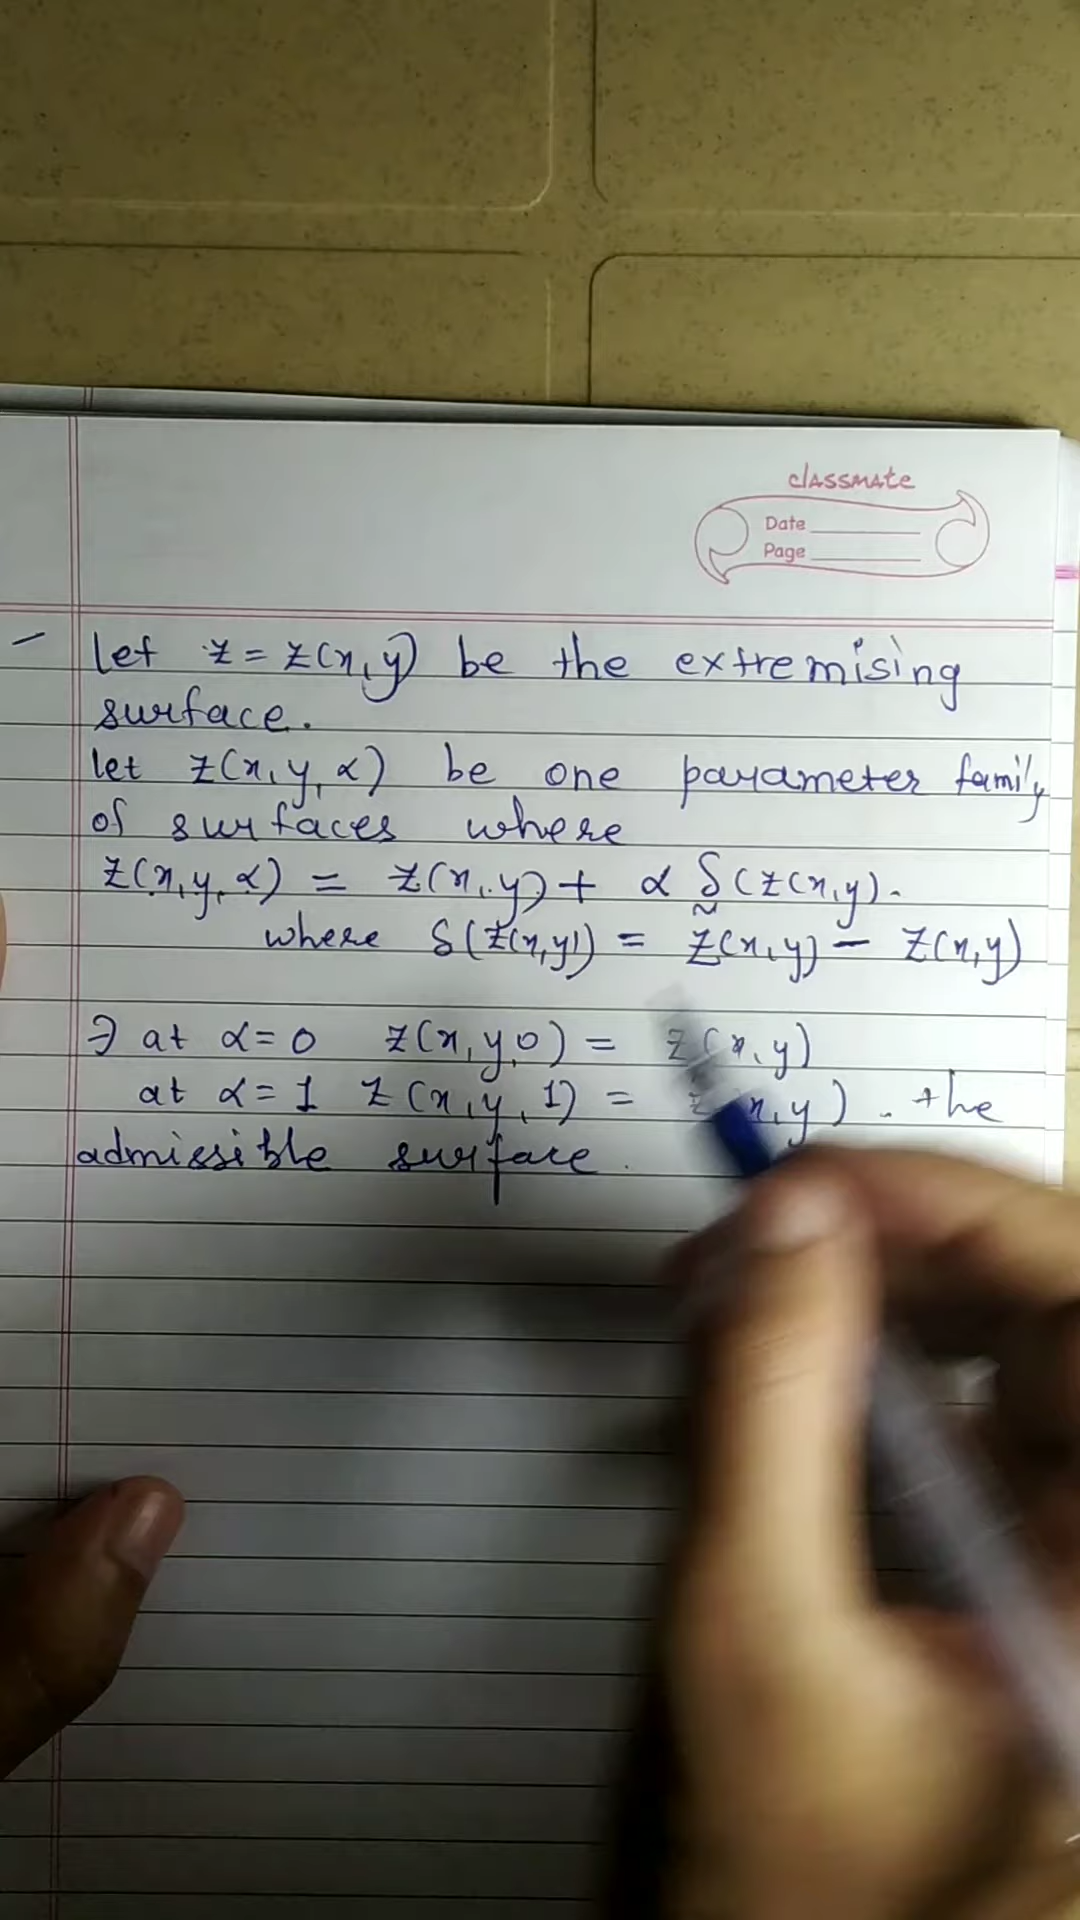 classmate
Date
Page
let z = z(x,y) be the extremising
surface.
let z(x,y,α) be one parameter family
of surfaces where
z(x,y,α) = z(x,y) + α δ(z(x,y).
where δ(z(x,y)) = z̃(x,y) − z(x,y)
∋ at α=0 z(x,y,0) = z(x,y)
at α=1 z(x,y,1) = z(x,y). the
admissible surface.